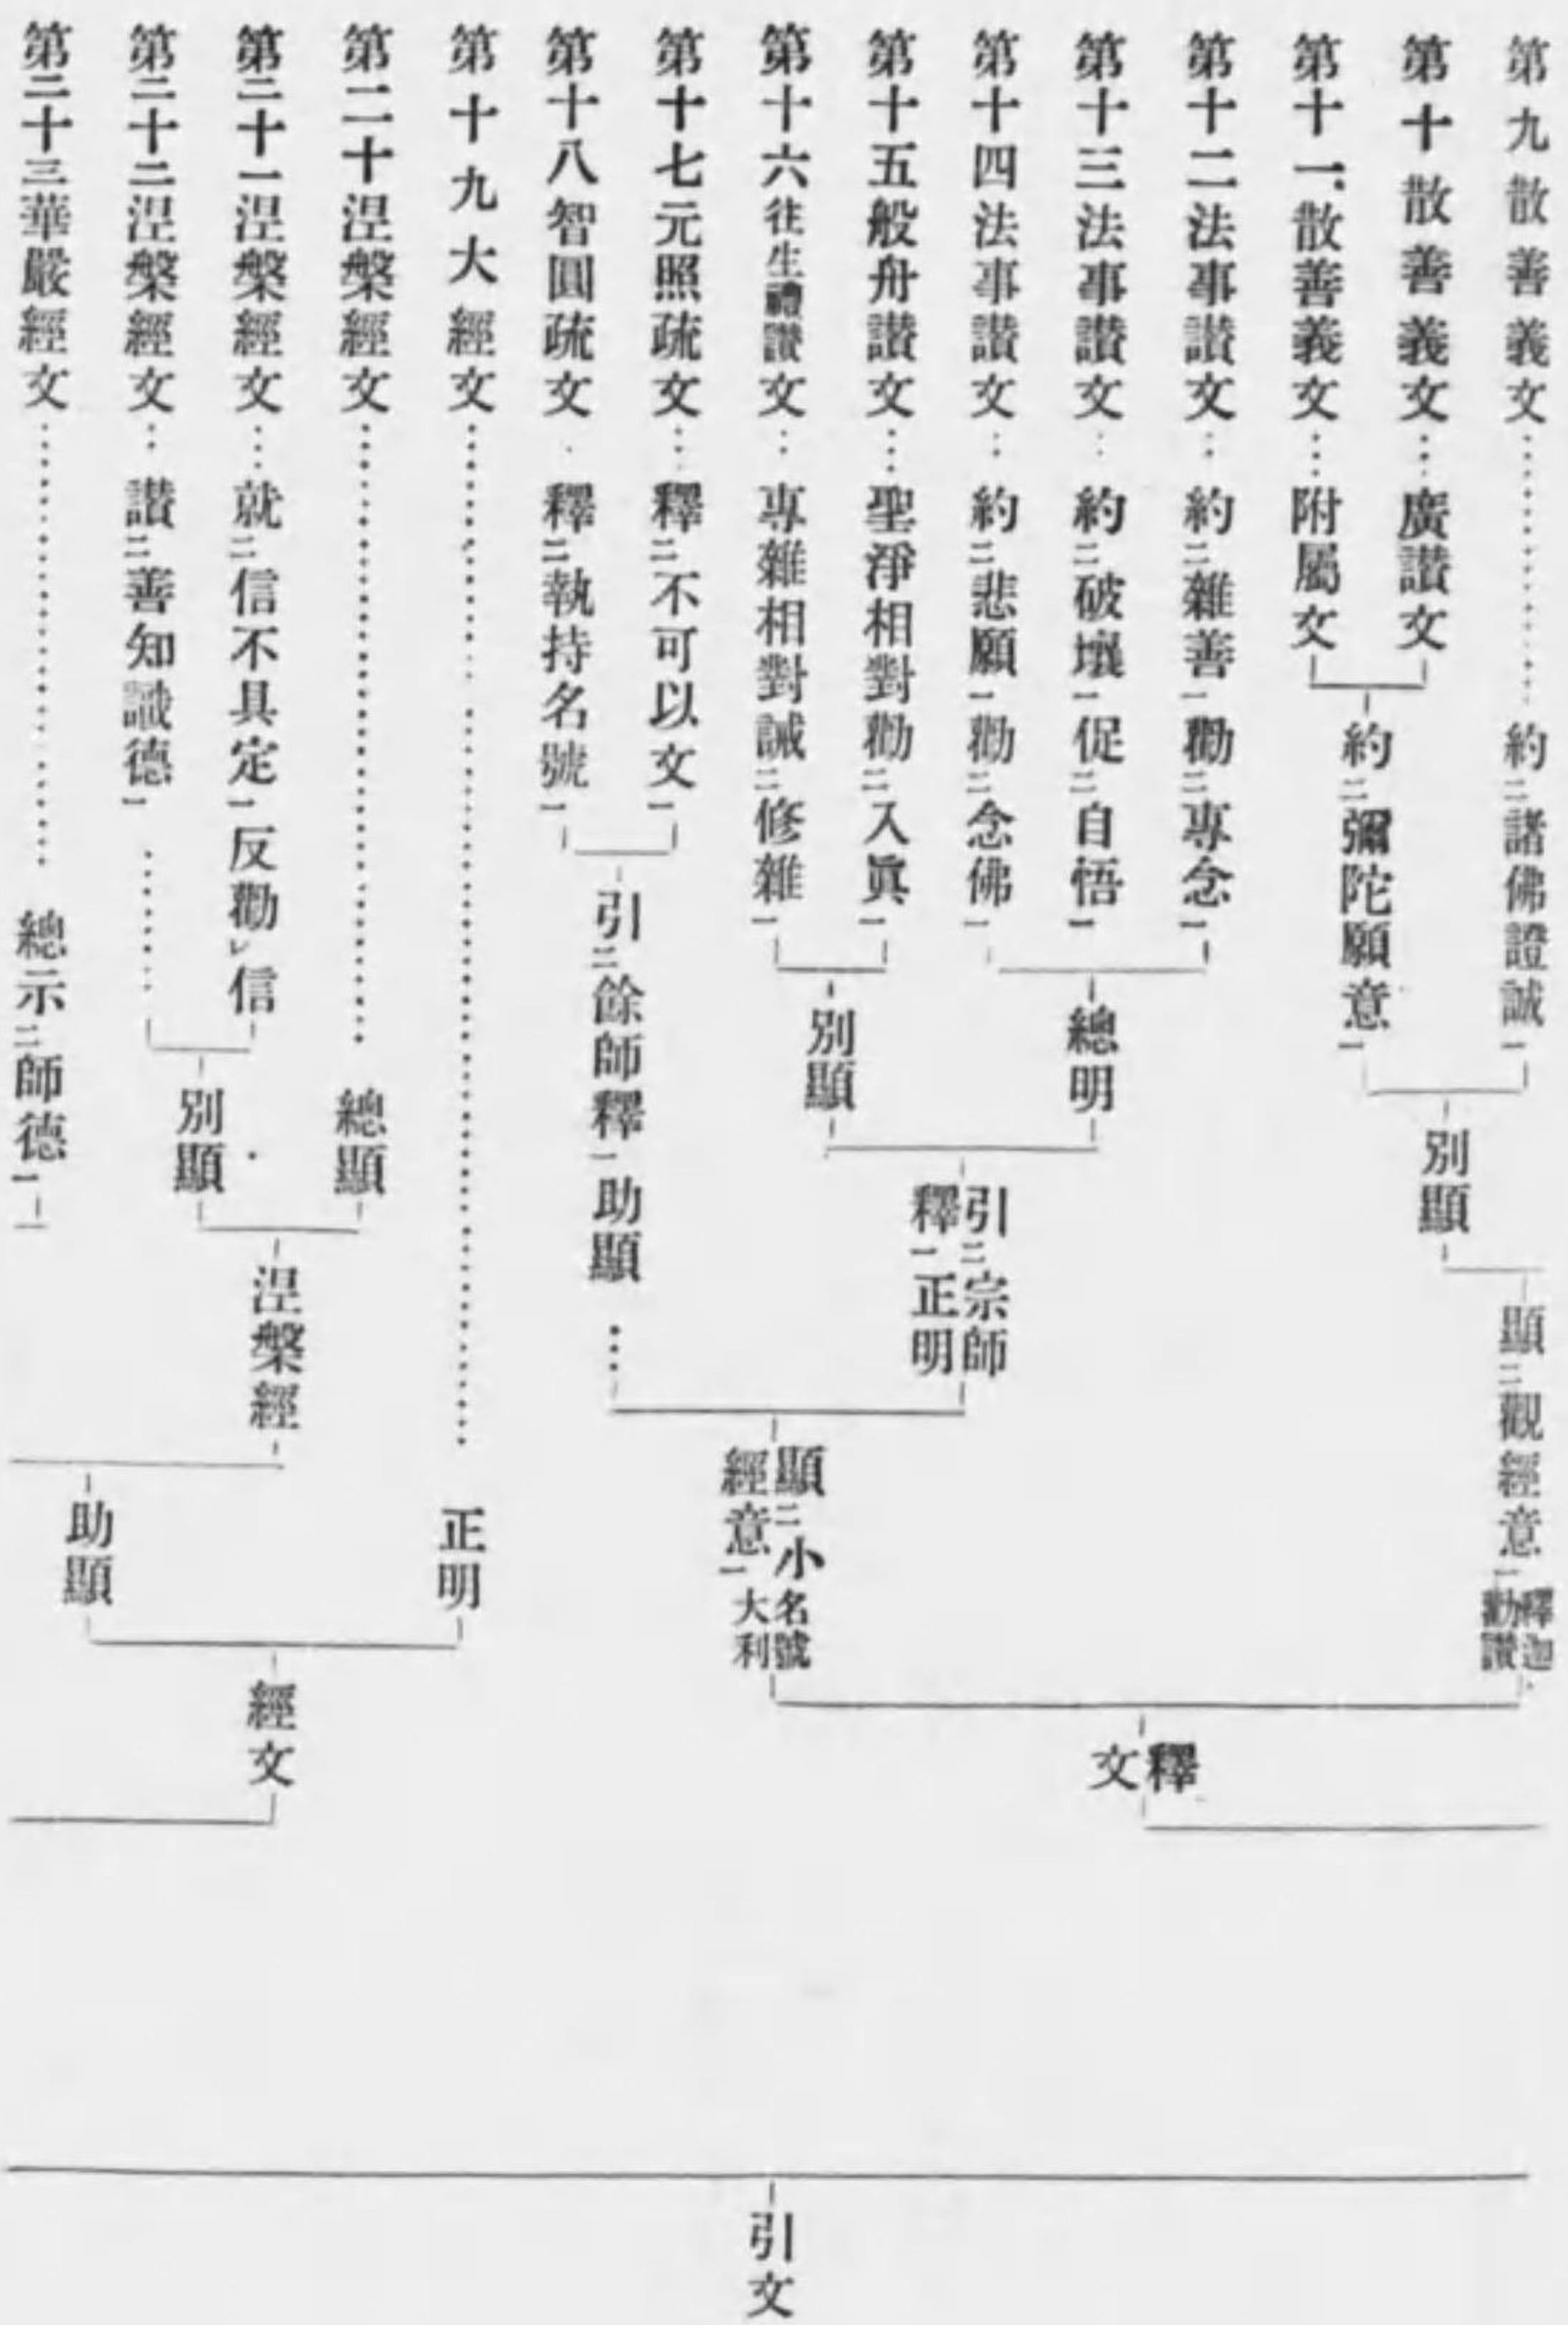 第九散善義文……約二諸佛證誠一
第十散善義文…廣讃文
第十一、散善義文…附屬文
約二彌陀願意一
別顯
顯二觀經意一釋迦勸讃
第十二法事讃文…約二雜善一勸二專念一
第十三法事讃文…約二破壞一促二自悟一
第十四法事讃文…約二悲願一勸二念佛一
總明
第十五般舟讃文…聖淨相對勸二入眞一
第十六往生禮讃文…專雜相對誡二修雜一
別顯
引二宗師
釋一正明
第十七元照疏文…釋二不可以文一
第十八智圓疏文…釋二執持名號一
引二餘師釋一助顯…
顯二小
經意一名號大利
釋文
第十九大經文……正明
第二十涅槃經文……總顯
第二十一涅槃經文…就二信不具定一反勸レ信
第二十二涅槃經文…讃二善知識德一……
別顯
涅槃經
第二十三華嚴經文……總示二師德一
助顯
經文
引文